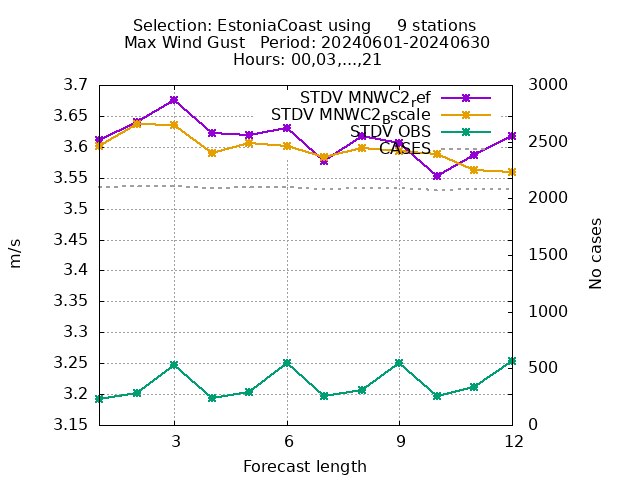 Selection: EstoniaCoast using 9 stations
Max Wind Gust Period: 20240601-20240630
Hours: 00,03,...,21
STDV MNWC2_ref
STDV MNWC2_Bscale
STDV OBS
CASES
3.7
3.65
3.6
3.55
3.5
3.45
3.4
3.35
3.3
3.25
3.2
3.15
m/s
3000
2500
2000
1500
1000
500
0
No cases
3 6 9 12
Forecast length